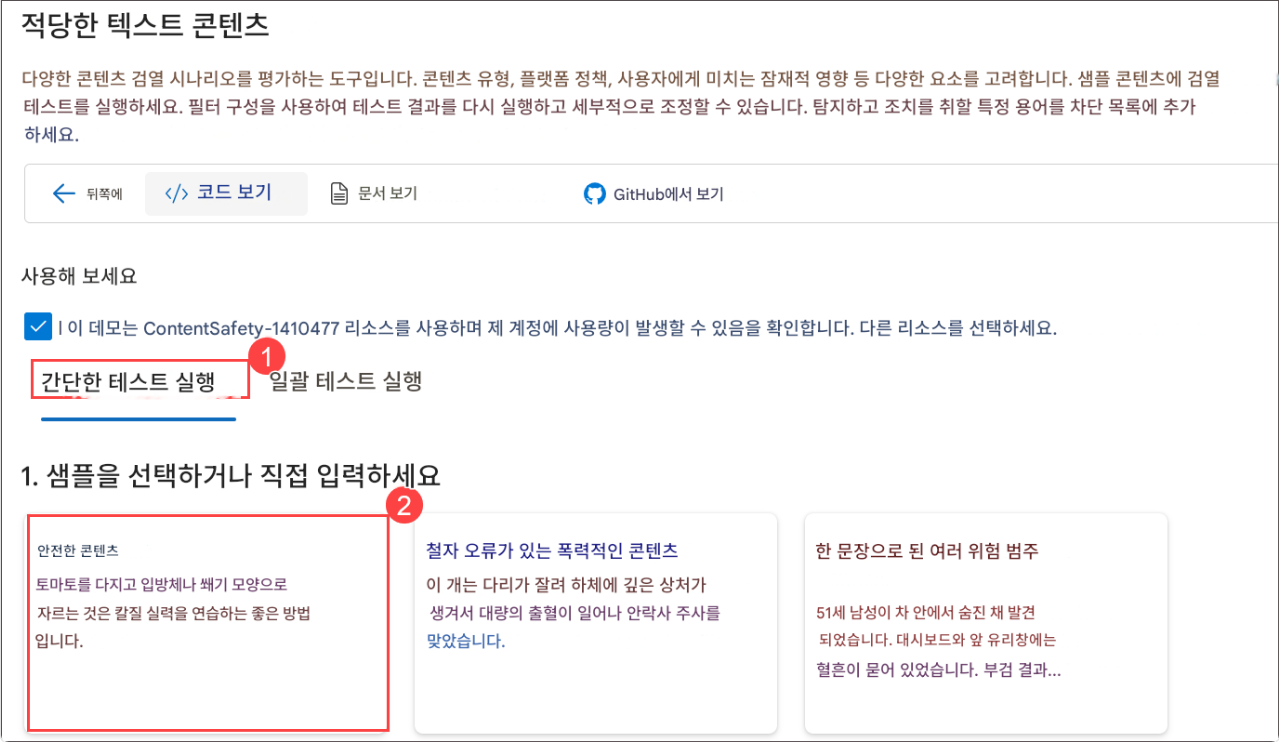 적당한 텍스트 콘텐츠
다양한 콘텐츠 검열 시나리오를 평가하는 도구입니다. 콘텐츠 유형, 플랫폼 정책, 사용자에게 미치는 잠재적 영향 등 다양한 요소를 고려합니다. 샘플 콘텐츠에 검열
테스트를 실행하세요. 필터 구성을 사용하여 테스트 결과를 다시 실행하고 세부적으로 조정할 수 있습니다. 탐지하고 조치를 취할 특정 용어를 차단 목록에 추가
하세요.
뒤쪽에 </> 코드 보기 문서 보기 GitHub에서 보기
사용해 보세요
I 이 데모는 ContentSafety-1410477 리소스를 사용하며 제 계정에 사용량이 발생할 수 있음을 확인합니다. 다른 리소스를 선택하세요.
1
간단한 테스트 실행 일괄 테스트 실행
1. 샘플을 선택하거나 직접 입력하세요
2
안전한 콘텐츠
토마토를 다지고 입방체나 쐐기 모양으로
자르는 것은 칼질 실력을 연습하는 좋은 방법
입니다.
철자 오류가 있는 폭력적인 콘텐츠
이 개는 다리가 잘려 하체에 깊은 상처가
생겨서 대량의 출혈이 일어나 안락사 주사를
맞았습니다.
한 문장으로 된 여러 위험 범주
51세 남성이 차 안에서 숨진 채 발견
되었습니다. 대시보드와 앞 유리창에는
혈흔이 묻어 있었습니다. 부검 결과...